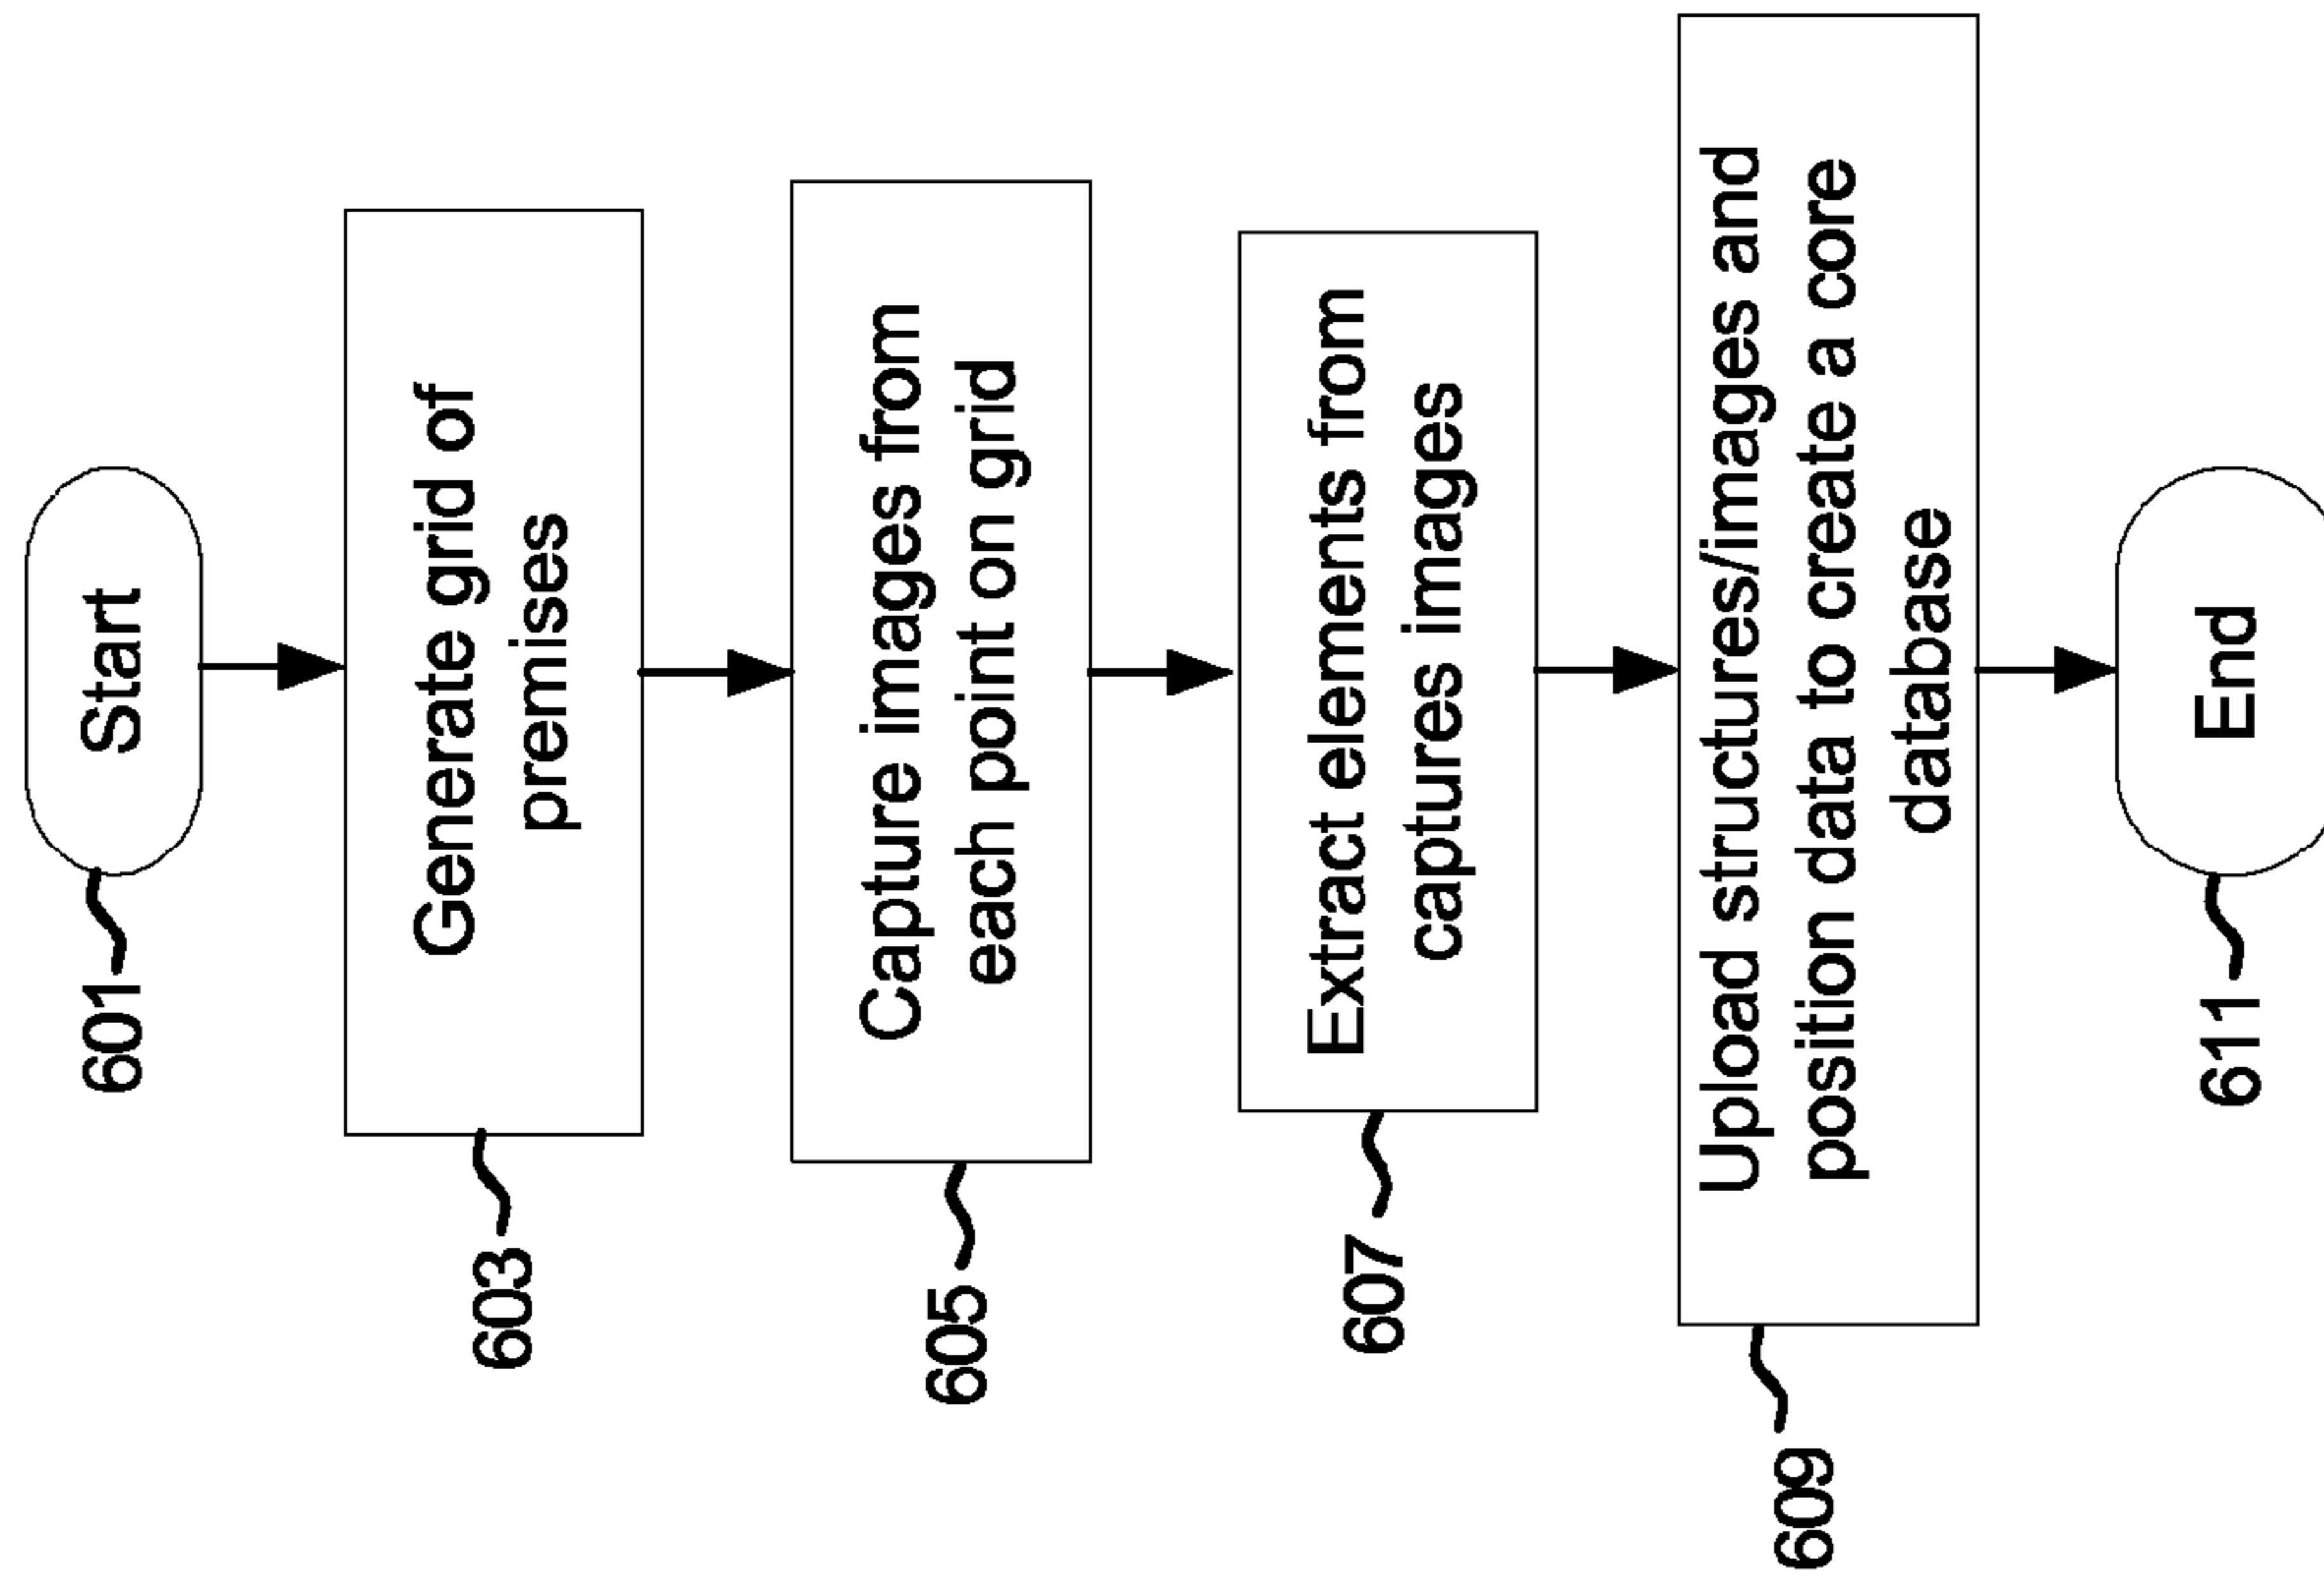 Start
601
Generate grid of
premises
603
Capture images from
each point on grid
605
Extract elements from
captures images
607
Upload structures/images and
position data to create a core
database
609
End
611